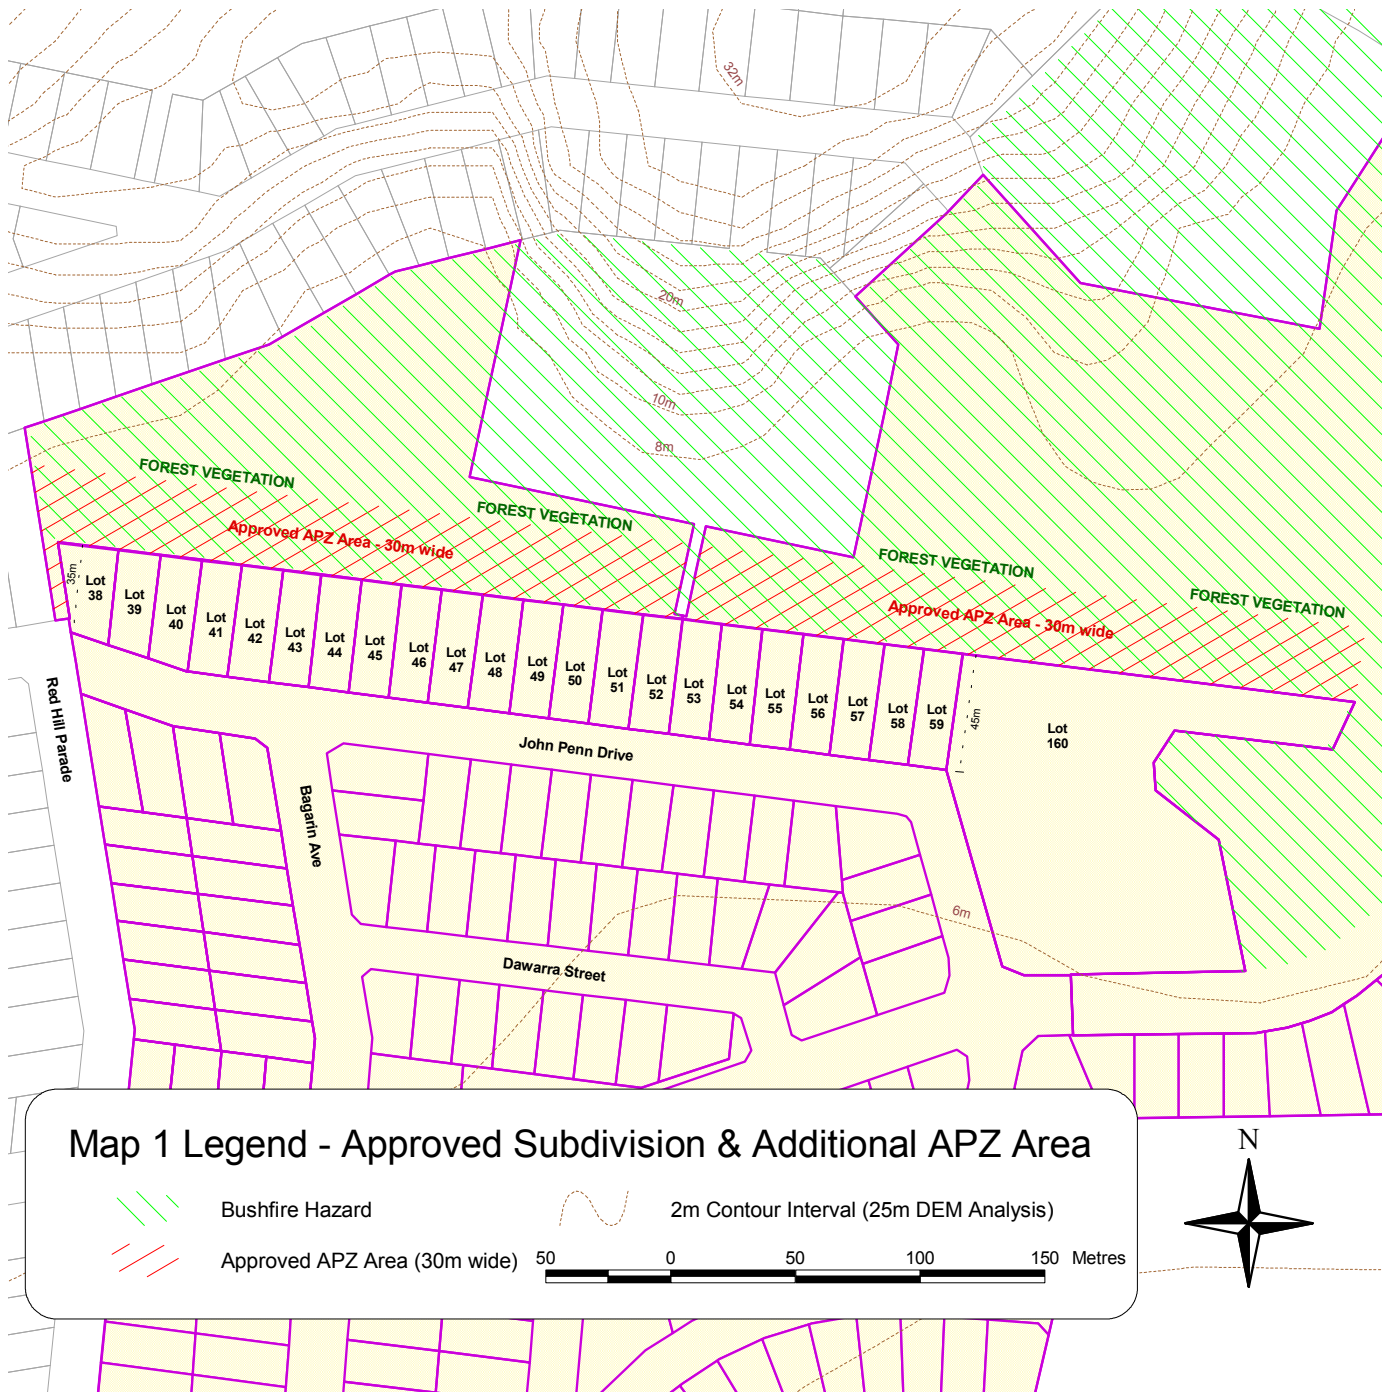 32m
20m
10m
8m
FOREST VEGETATION
FOREST VEGETATION
FOREST VEGETATION
FOREST VEGETATION
Approved APZ Area - 30m wide
Approved APZ Area - 30m wide
35m
Lot
38
Lot
39
Lot
40
Lot
41
Lot
42
Lot
43
Lot
44
Lot
45
Lot
46
Lot
47
Lot
48
Lot
49
Lot
50
Lot
51
Lot
52
Lot
53
Lot
54
Lot
55
Lot
56
Lot
57
Lot
58
Lot
59
45m
Lot
160
Red Hill Parade
John Penn Drive
Bagarin Ave
6m
Dawarra Street
Map 1 Legend - Approved Subdivision & Additional APZ Area
Bushfire Hazard
2m Contour Interval (25m DEM Analysis)
Approved APZ Area (30m wide)
50 0 50 100 150 Metres
N